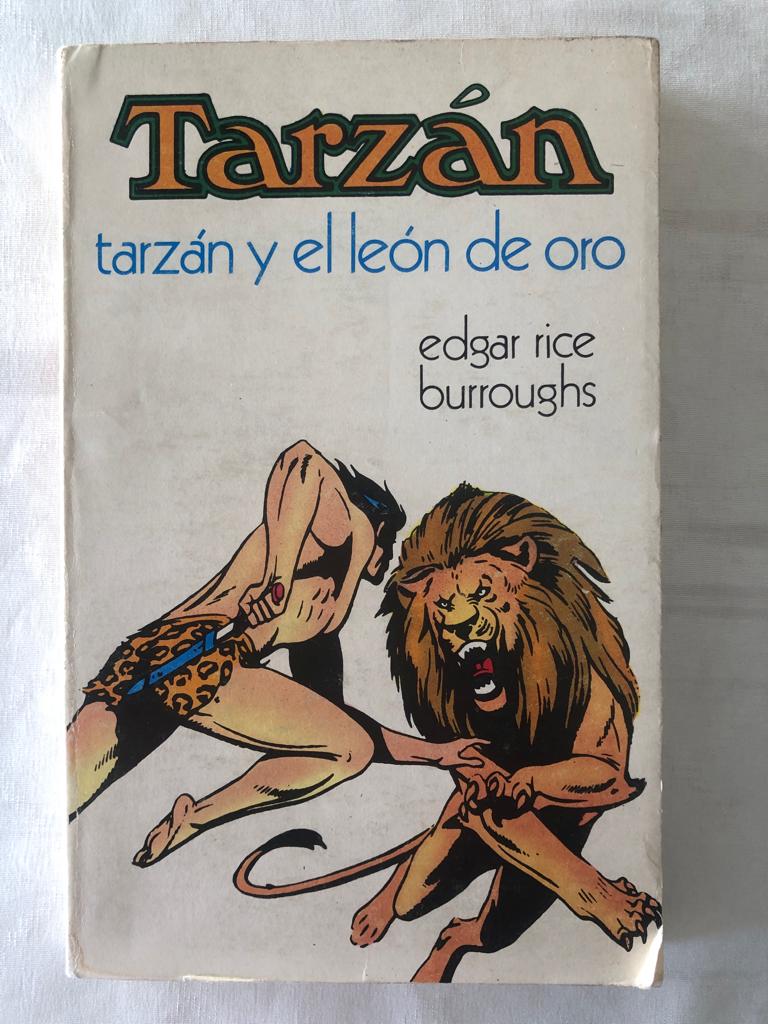 Tarzán
tarzán y el león de oro
edgar rice
burroughs